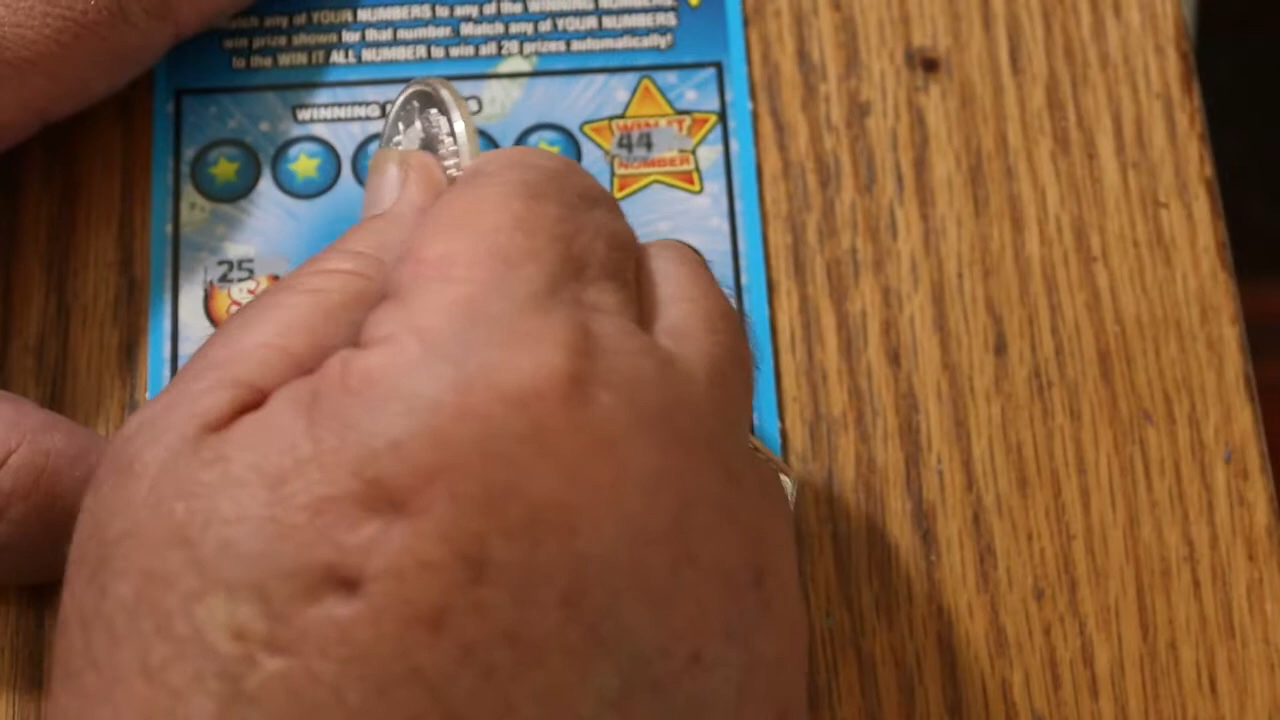 Match any of YOUR NUMBERS to any of the WINNING NUMBERS,
win prize shown for that number. Match any of YOUR NUMBERS
to the WIN IT ALL NUMBER to win all 20 prizes automatically!
WINNING
WIN IT
44
NUMBER
25